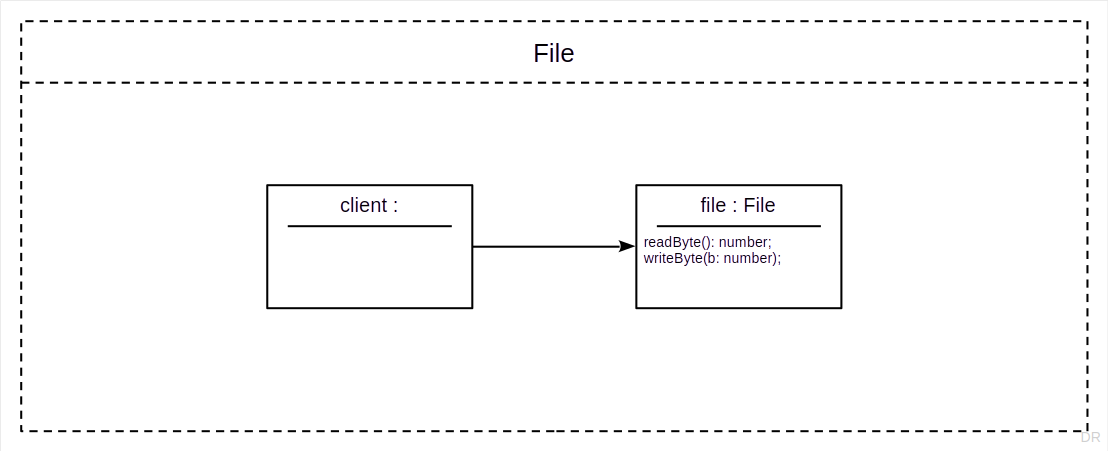 File
client :
file : File
readByte(): number;
writeByte(b: number);
DR